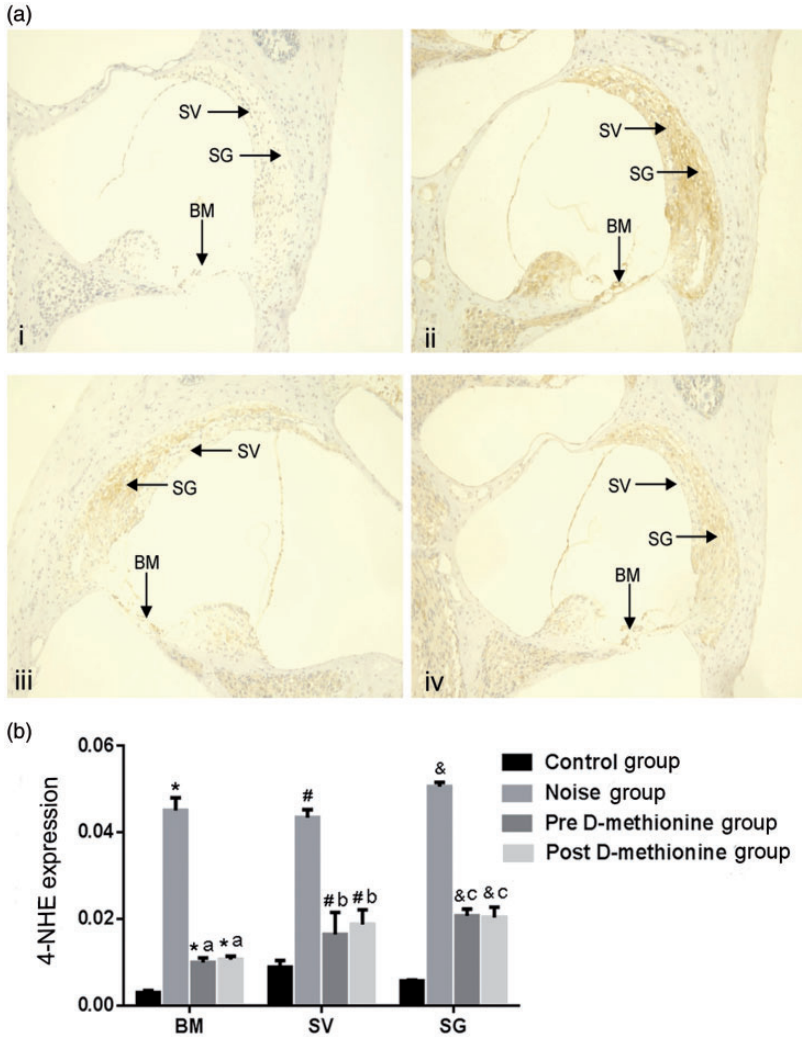 (a)
SV
SG
BM
i
SV
SG
BM
ii
SV
SG
BM
iii
SV
SG
BM
iv
(b)
4-NHE expression
0.06
0.04
0.02
0.00
*
*a
*a
#
#b
#b
&
&c
&c
BM
SV
SG
Control group
Noise group
Pre D-methionine group
Post D-methionine group